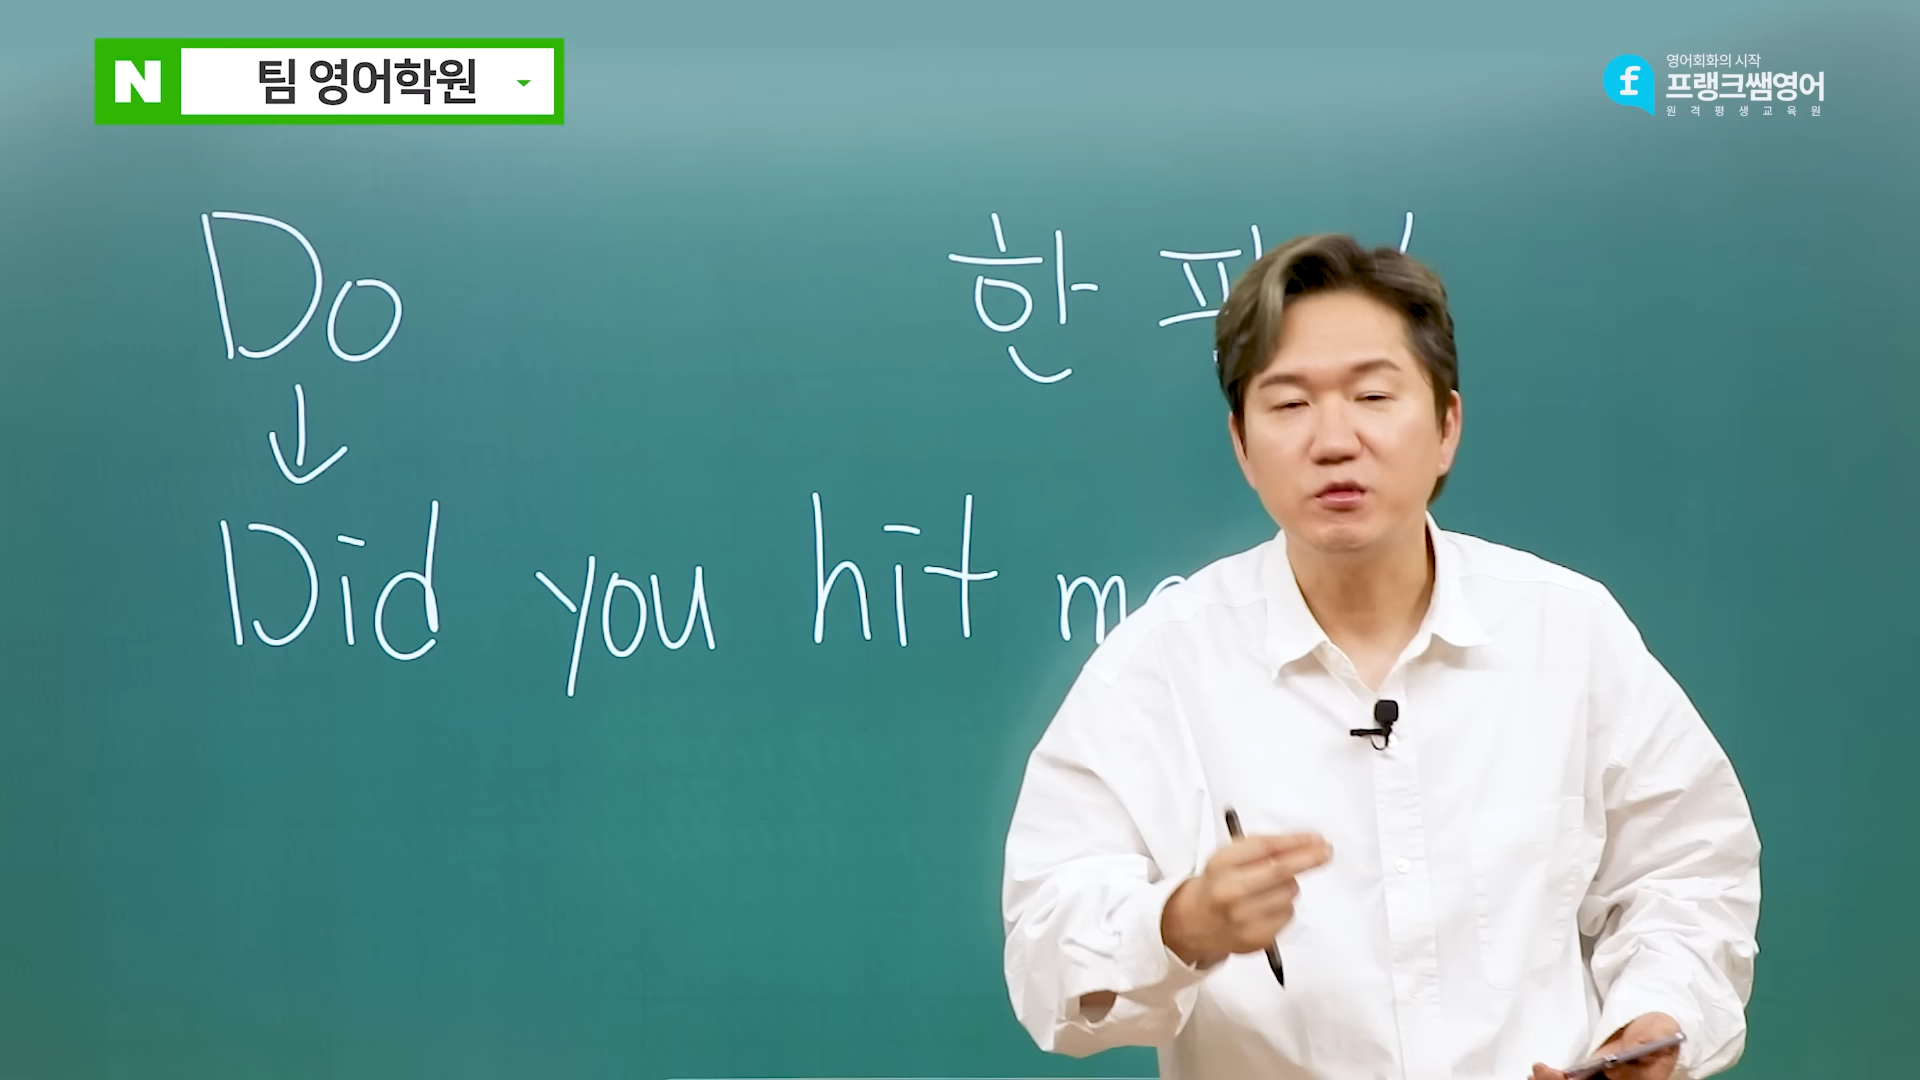 N 팀 영어학원
영어회화의 시작
f 프랭크쌤영어
원격평생교육원
Do 한
Did you hit